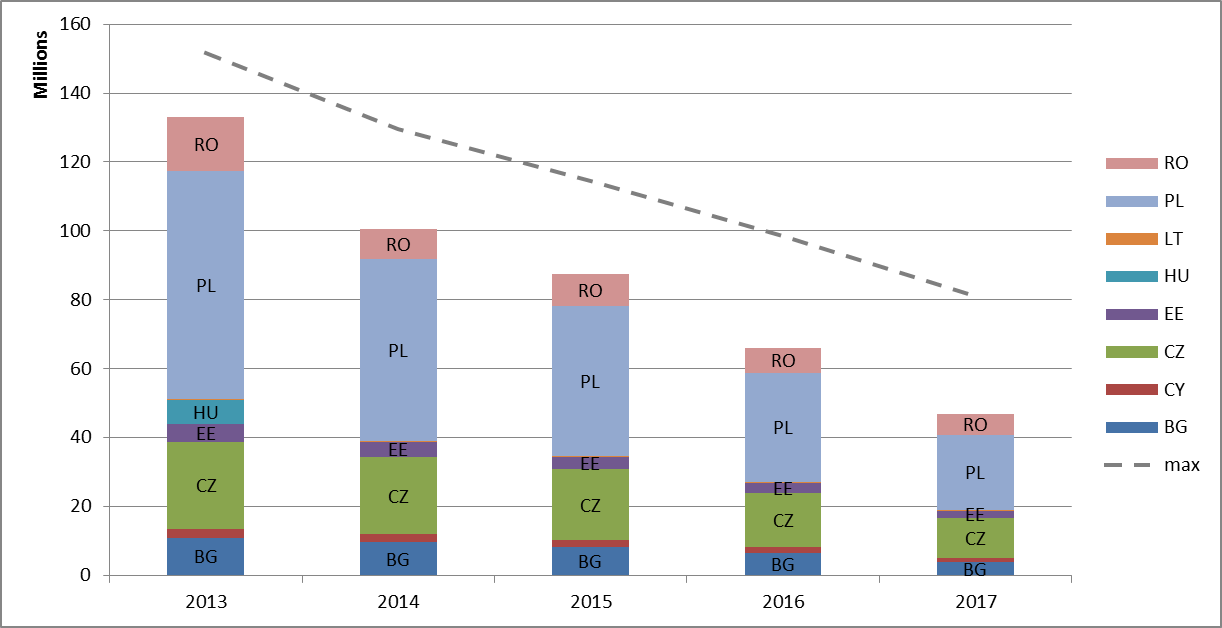 Millions
160
140
120
100
80
60
40
20
0
RO
PL
HU
EE
CZ
BG
RO
PL
EE
CZ
BG
RO
PL
EE
CZ
BG
RO
PL
EE
CZ
BG
RO
PL
EE
CZ
BG
2013 2014 2015 2016 2017
RO
PL
LT
HU
EE
CZ
CY
BG
max